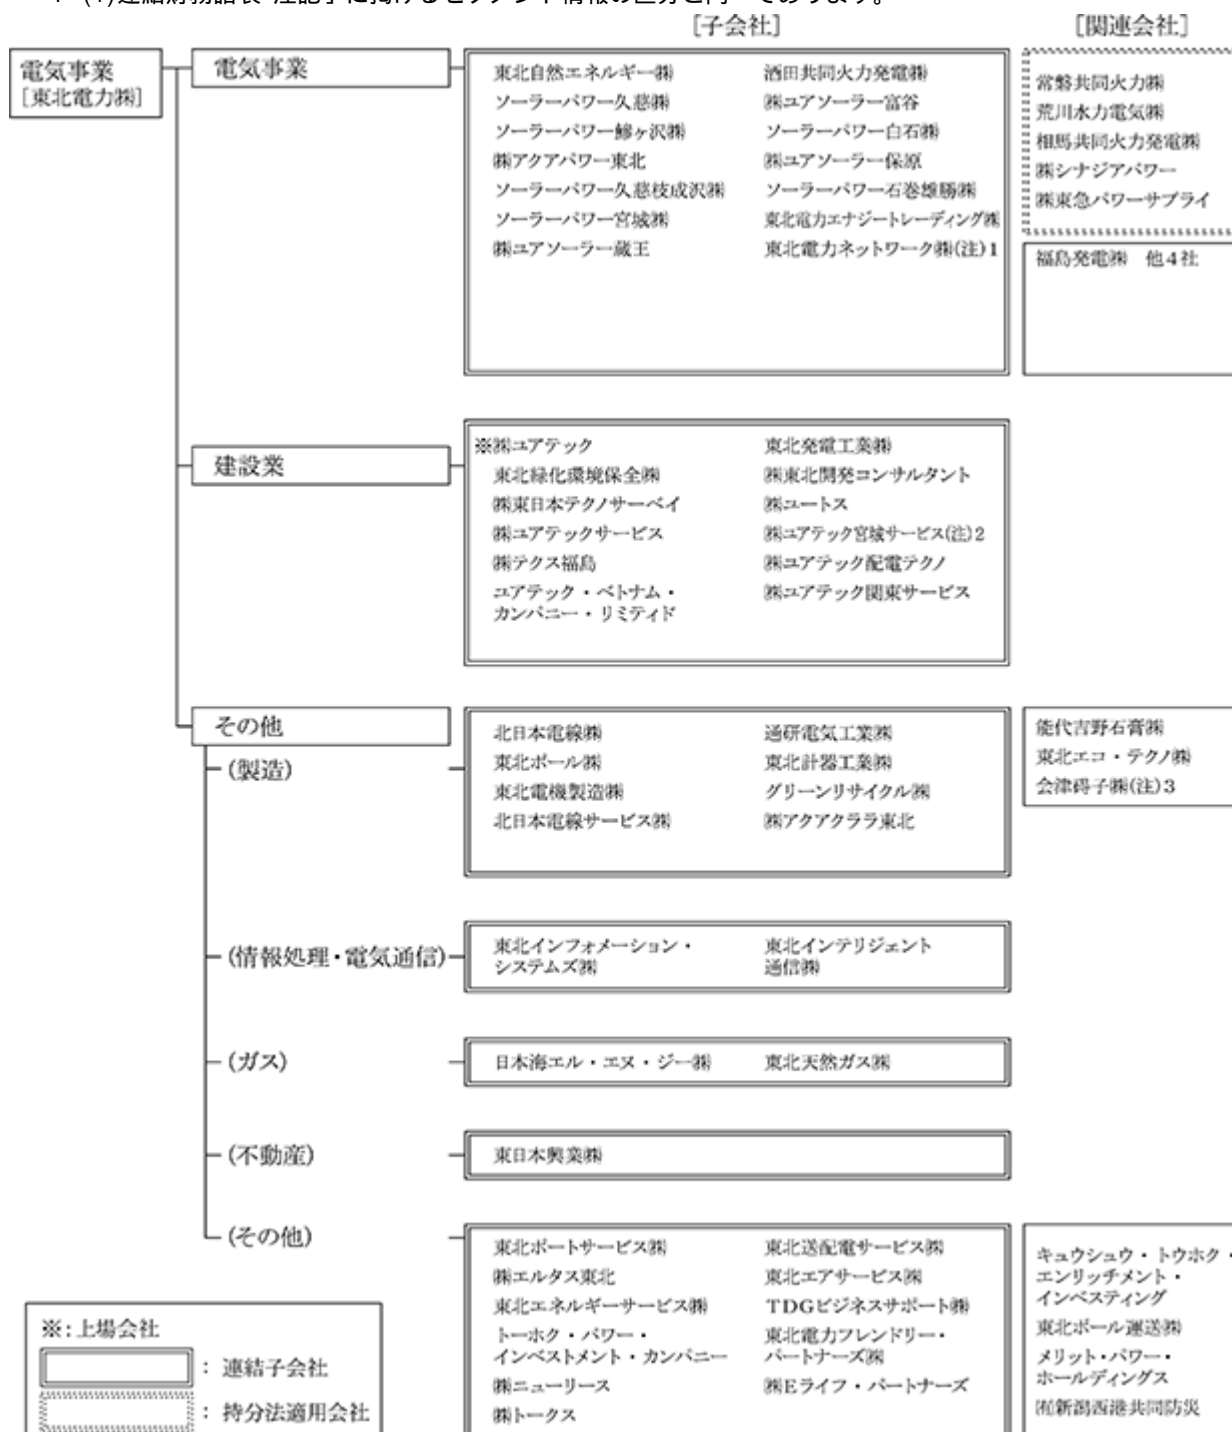 [子会社]
[関連会社]
電気事業
[東北電力㈱]
電気事業
東北自然エネルギー㈱
酒田共同火力発電㈱
ソーラーパワー久慈㈱
㈱ユアソーラー富谷
ソーラーパワー鰺ヶ沢㈱
ソーラーパワー白石㈱
㈱アクアパワー東北
㈱ユアソーラー保原
ソーラーパワー久慈枝成沢㈱
ソーラーパワー石巻雄勝㈱
ソーラーパワー宮城㈱
東北電力エナジートレーディング㈱
㈱ユアソーラー蔵王
東北電力ネットワーク㈱(注)1
常磐共同火力㈱
荒川水力電気㈱
相馬共同火力発電㈱
㈱シナジアパワー
㈱東急パワーサプライ
福島発電㈱ 他4社
建設業
※㈱ユアテック
東北発電工業㈱
東北緑化環境保全㈱
㈱東北開発コンサルタント
㈱東日本テクノサーベイ
㈱ユートス
㈱ユアテックサービス
㈱ユアテック宮城サービス(注)2
㈱テクス福島
㈱ユアテック配電テクノ
ユアテック・ベトナム・
カンパニー・リミティド
㈱ユアテック関東サービス
その他
(製造)
北日本電線㈱
通研電気工業㈱
東北ポール㈱
東北計器工業㈱
東北電機製造㈱
グリーンリサイクル㈱
北日本電線サービス㈱
㈱アクアクララ東北
能代吉野石膏㈱
東北エコ・テクノ㈱
会津碍子㈱(注)3
(情報処理・電気通信)
東北インフォメーション・
システムズ㈱
東北インテリジェント
通信㈱
(ガス)
日本海エル・エヌ・ジー㈱
東北天然ガス㈱
(不動産)
東日本興業㈱
(その他)
東北ポートサービス㈱
東北送配電サービス㈱
㈱エルタス東北
東北エアサービス㈱
東北エネルギーサービス㈱
TDGビジネスサポート㈱
トーホク・パワー・
インベストメント・カンパニー
東北電力フレンドリー・
パートナーズ㈱
㈱ニューリース
㈱Eライフ・パートナーズ
㈱トークス
キュウシュウ・トウホク・
エンリッチメント・
インベスティング
東北ポール運送㈱
メリット・パワー・
ホールディングス
㈲新潟西港共同防災
※:上場会社
:連結子会社
:持分法適用会社